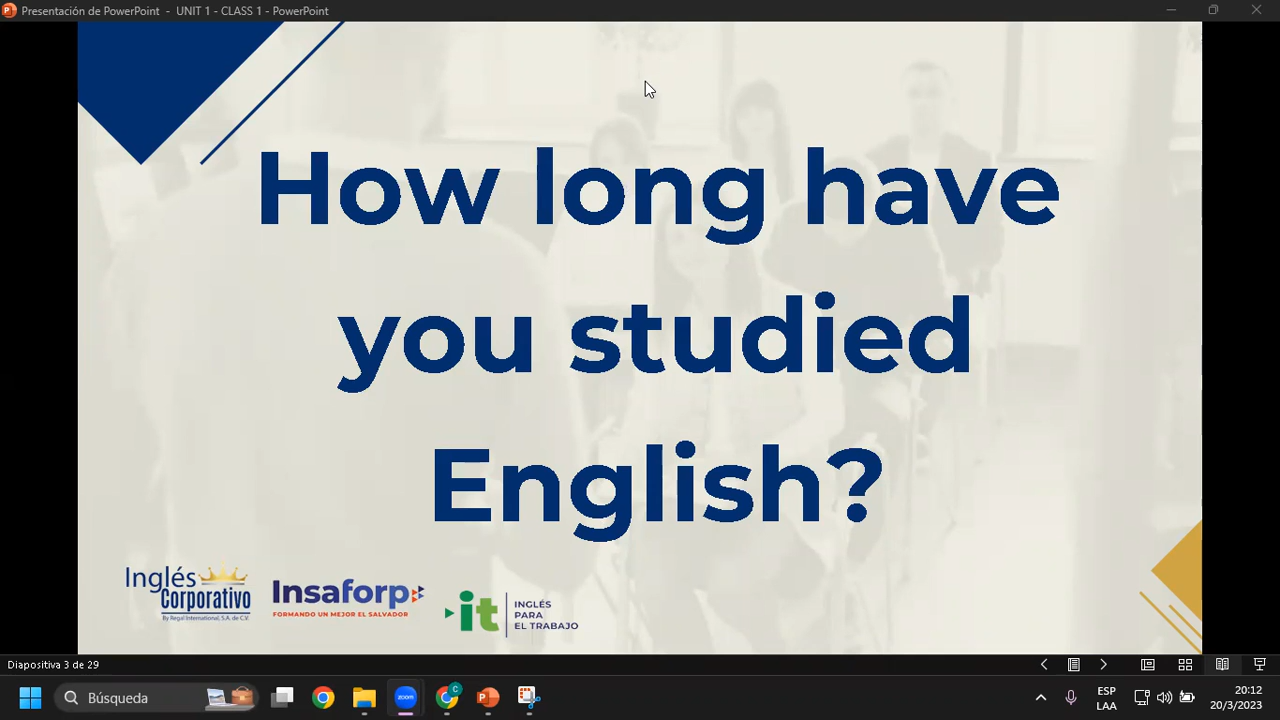 Presentación de PowerPoint - UNIT 1 - CLASS 1 - PowerPoint
How long have
you studied
English?
Inglés
Corporativo
By Regal International, S.A. de C.V.
Insaforp
FORMANDO UN MEJOR EL SALVADOR
it
INGLÉS
PARA
EL TRABAJO
Diapositiva 3 de 29
Búsqueda
zoom
C
ESP
LAA
20:12
20/3/2023